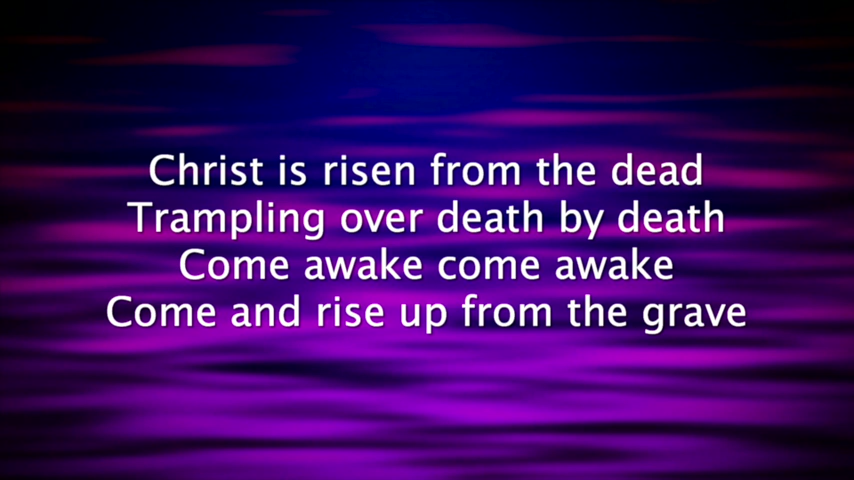 Christ is risen from the dead
Trampling over death by death
Come awake come awake
Come and rise up from the grave